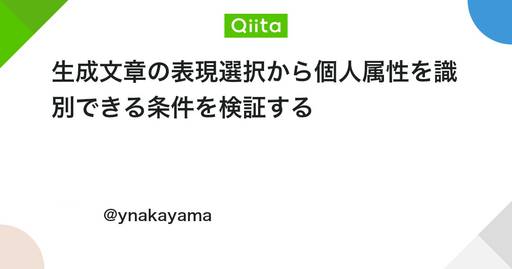 Qiita
生成文章の表現選択から個人属性を識
別できる条件を検証する
@ynakayama